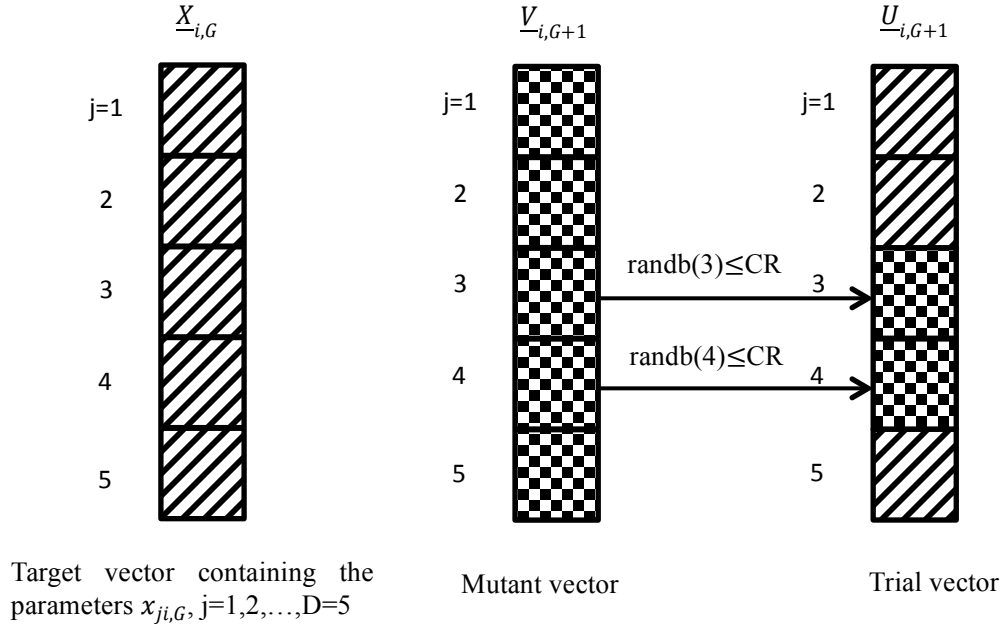 X_{i,G} V_{i,G+1} U_{i,G+1}
j=1 j=1 j=1
2 2 2
randb(3)≤CR
3 3 3
randb(4)≤CR
4 4 4
5 5 5
Target vector containing the
parameters x_{ji,G}, j=1,2,…,D=5
Mutant vector
Trial vector